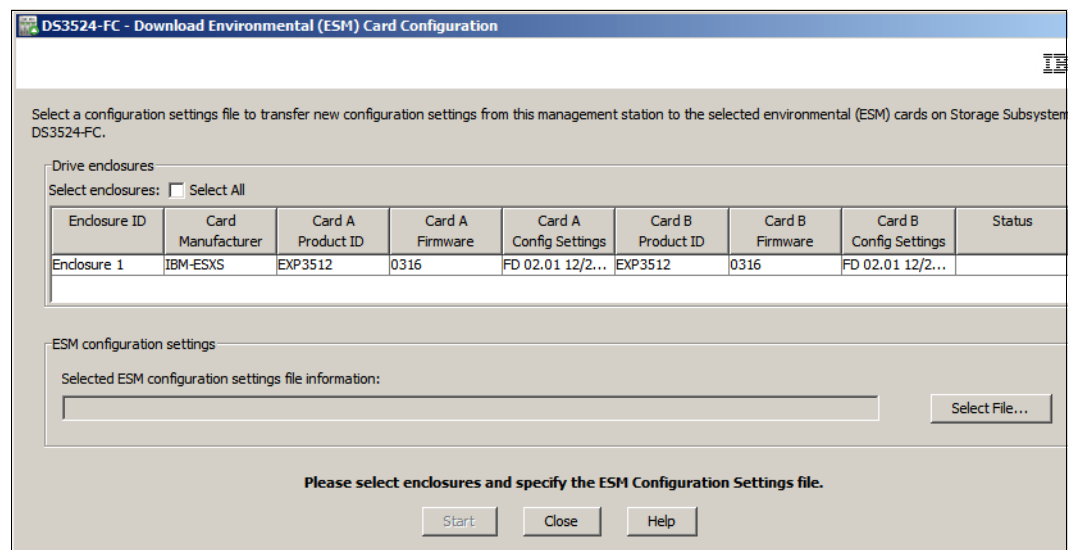 DS3524-FC - Download Environmental (ESM) Card Configuration
Select a configuration settings file to transfer new configuration settings from this management station to the selected environmental (ESM) cards on Storage Subsystem
DS3524-FC.
Drive enclosures
Select enclosures: Select All
Enclosure ID Card Manufacturer Card A Product ID Card A Firmware Card A Config Settings Card B Product ID Card B Firmware Card B Config Settings Status
Enclosure 1 IBM-ESXS EXP3512 0316 FD 02.01 12/2... EXP3512 0316 FD 02.01 12/2...
ESM configuration settings
Selected ESM configuration settings file information:
Select File...
Please select enclosures and specify the ESM Configuration Settings file.
Start Close Help